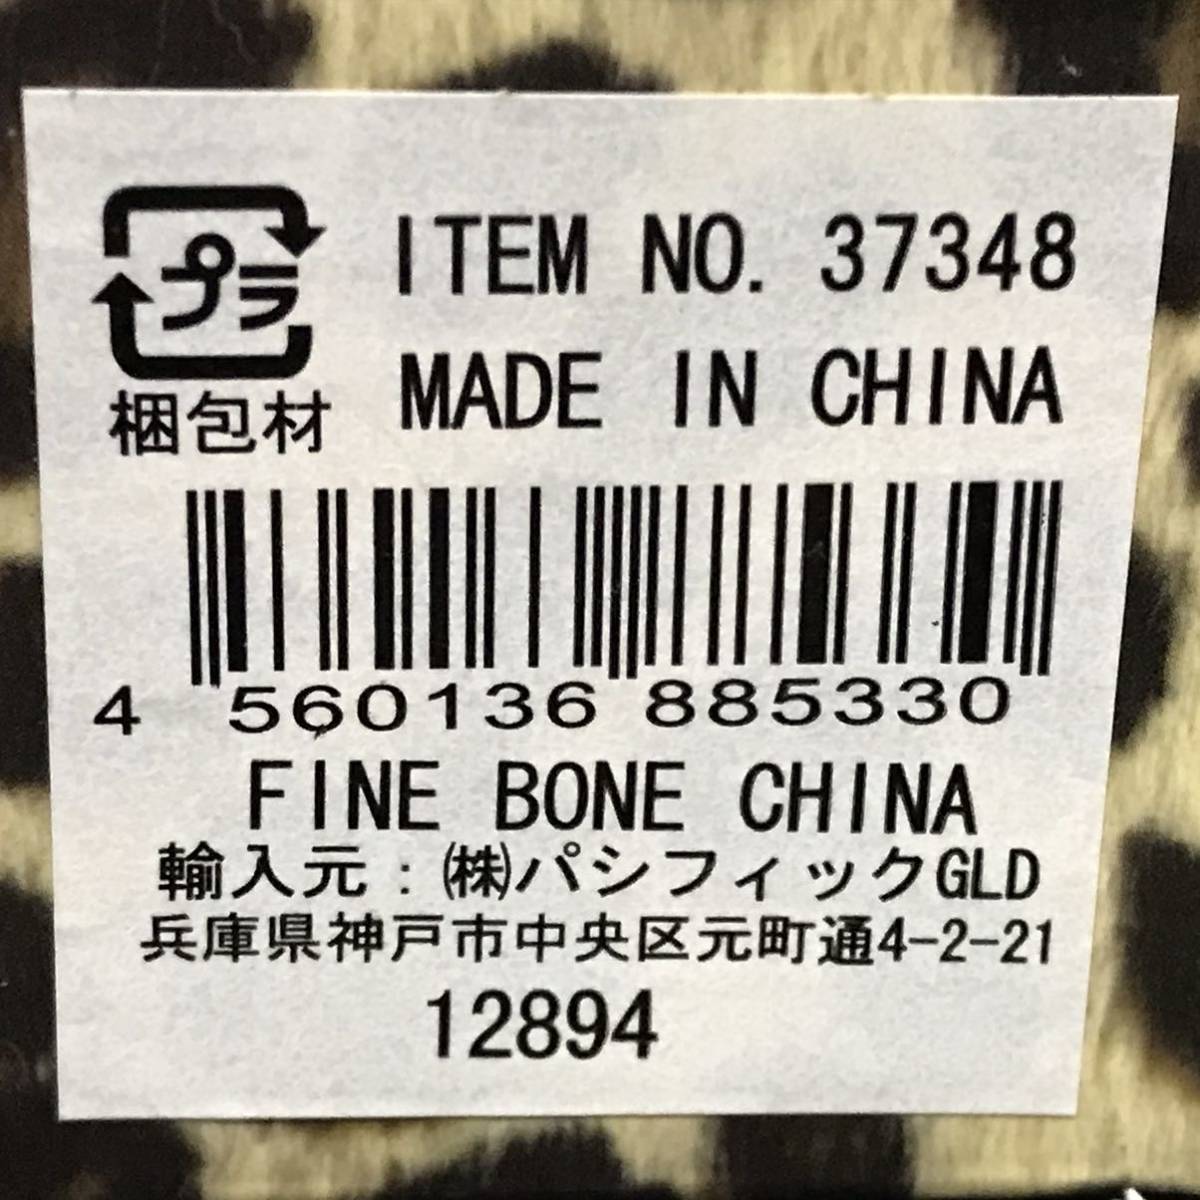 プラ
梱包材
ITEM NO. 37348
MADE IN CHINA
4 560136 885330
FINE BONE CHINA
輸入元：㈱パシフィックGLD
兵庫県神戸市中央区元町通4-2-21
12894